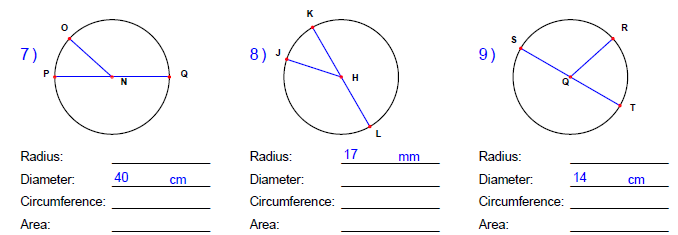 7)
O
P
N
Q
Radius:
Diameter: 40 cm
Circumference:
Area:
8)
K
J
H
L
Radius: 17 mm
Diameter:
Circumference:
Area:
9)
S
R
Q
T
Radius:
Diameter: 14 cm
Circumference:
Area: